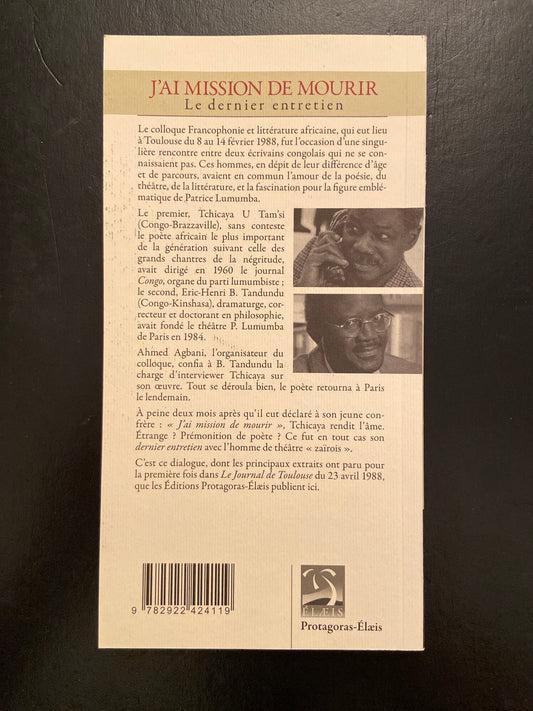 J'AI MISSION DE MOURIR
Le dernier entretien
Le colloque Francophonie et littérature africaine, qui eut lieu
à Toulouse du 8 au 14 février 1988, fut l'occasion d'une singu-
lière rencontre entre deux écrivains congolais qui ne se con-
naissaient pas. Ces hommes, en dépit de leur différence d'âge
et de parcours, avaient en commun l'amour de la poésie, du
théâtre, de la littérature, et la fascination pour la figure emblé-
matique de Patrice Lumumba.
Le premier, Tchicaya U Tam'si
(Congo-Brazzaville), sans conteste
le poète africain le plus important
de la génération suivant celle des
grands chantres de la négritude,
avait dirigé en 1960 le journal
Congo, organe du parti lumumbiste ;
le second, Eric-Henri B. Tandundu
(Congo-Kinshasa), dramaturge, cor-
recteur et doctorant en philosophie,
avait fondé le théâtre P. Lumumba
de Paris en 1984.
Ahmed Agbani, l'organisateur du
colloque, confia à B. Tandundu la
charge d'interviewer Tchicaya sur
son œuvre. Tout se déroula bien, le poète retourna à Paris
le lendemain.
À peine deux mois après qu'il eut déclaré à son jeune con-
frère : « J'ai mission de mourir », Tchicaya rendit l'âme.
Étrange ? Prémonition de poète ? Ce fut en tout cas son
dernier entretien avec l'homme de théâtre « zaïrois ».
C'est ce dialogue, dont les principaux extraits ont paru pour
la première fois dans Le Journal de Toulouse du 23 avril 1988,
que les Éditions Protagoras-Élæis publient ici.
9 782922 424119
ÉLÆIS
Protagoras-Élæis